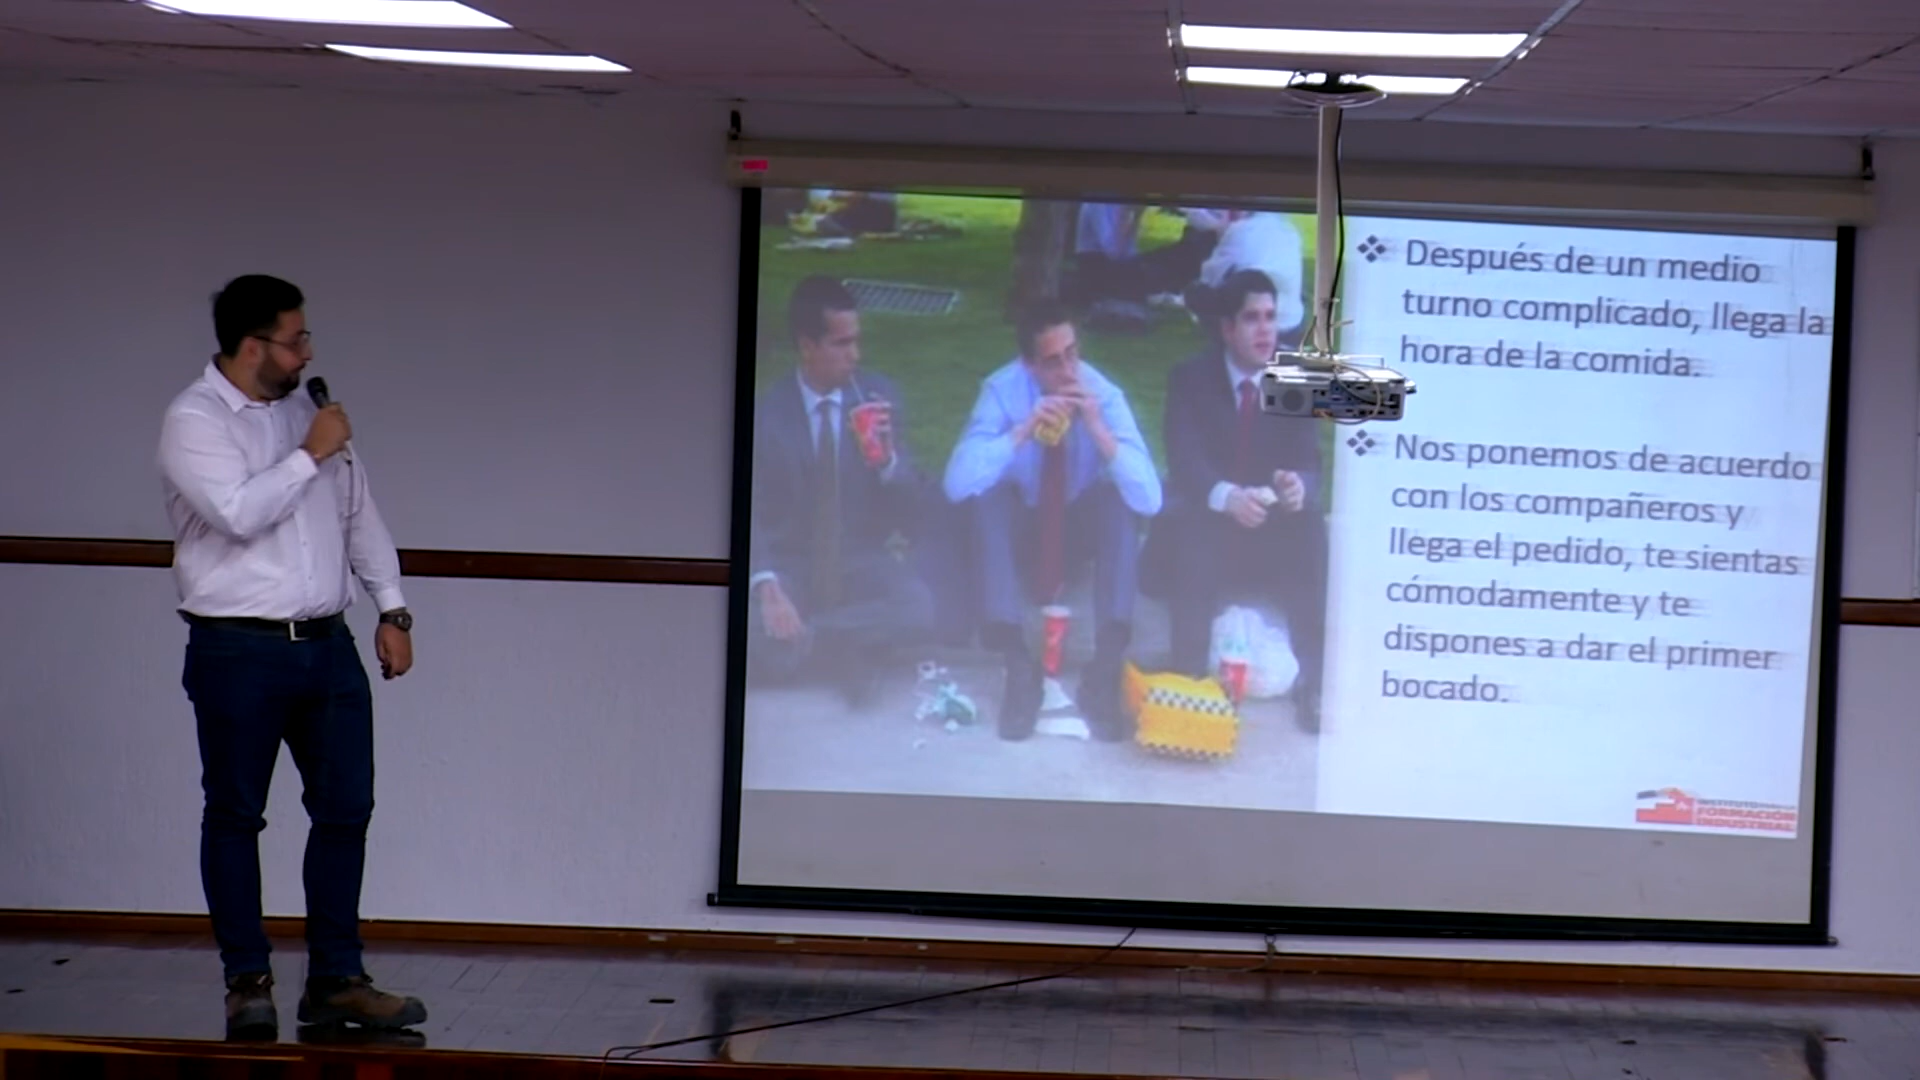 Después de un medio
turno complicado, llega la
hora de la comida.
Nos ponemos de acuerdo
con los compañeros y
llega el pedido, te sientas
cómodamente y te
dispones a dar el primer
bocado.
FORMACIÓN
INDUSTRIAL